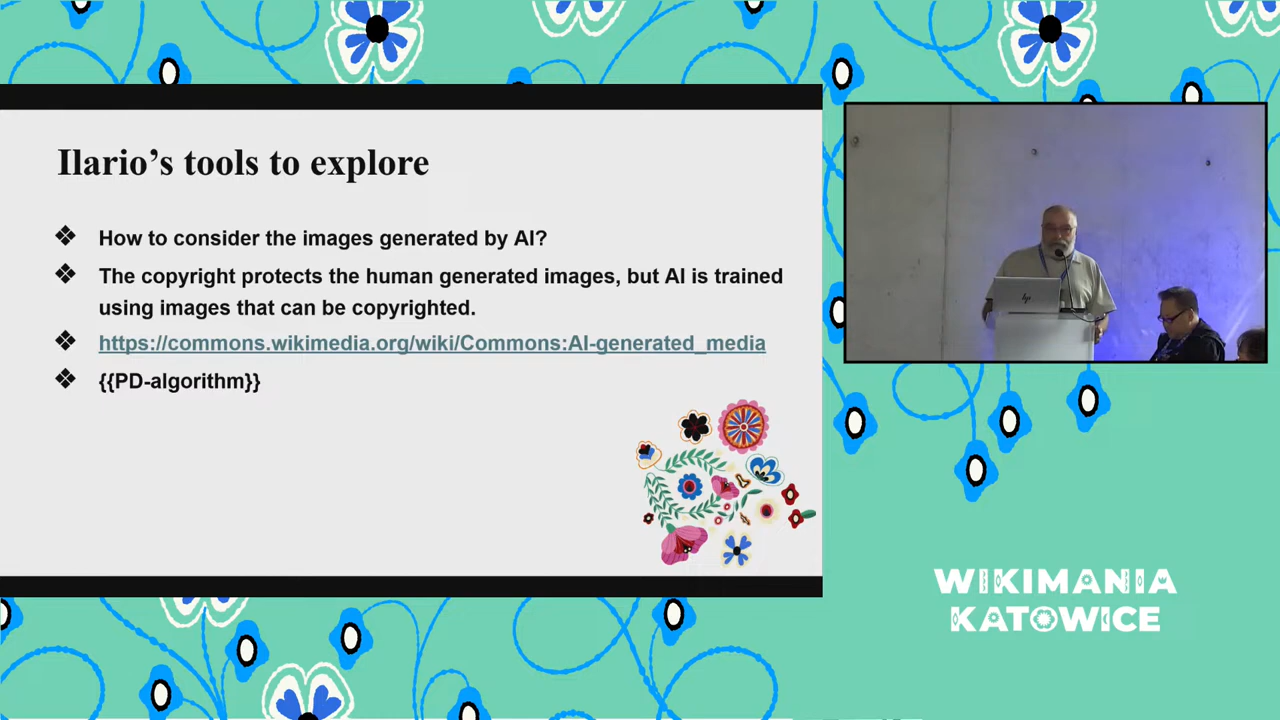 Ilario’s tools to explore
❖ How to consider the images generated by AI?
❖ The copyright protects the human generated images, but AI is trained
using images that can be copyrighted.
❖ https://commons.wikimedia.org/wiki/Commons:AI-generated_media
❖ {{PD-algorithm}}
hp
WIKIMANIA
KATOWICE